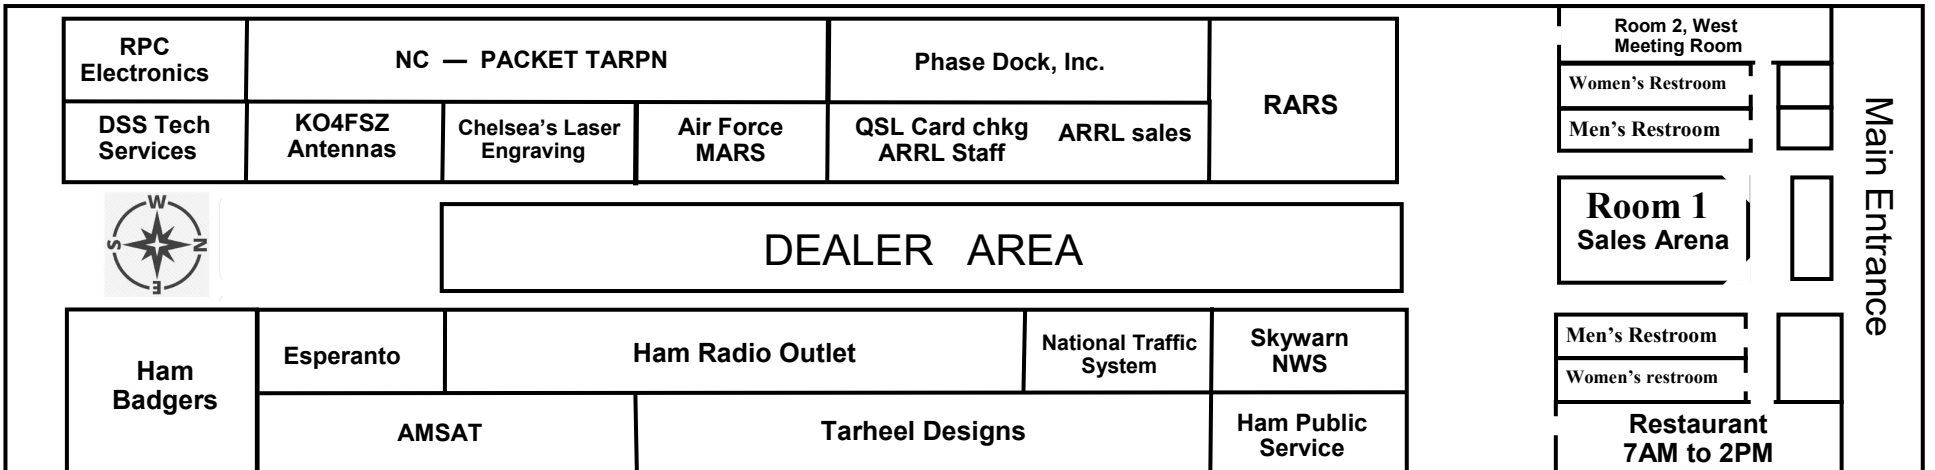 RPC
Electronics
NC — PACKET TARPN
Phase Dock, Inc.
RARS
DSS Tech
Services
KO4FSZ
Antennas
Chelsea's Laser
Engraving
Air Force
MARS
QSL Card chkg
ARRL Staff
ARRL sales
Room 2, West
Meeting Room
Women's Restroom
Men's Restroom
Main Entrance
W
S
N
E
DEALER AREA
Room 1
Sales Arena
Ham
Badgers
Esperanto
Ham Radio Outlet
National Traffic
System
Skywarn
NWS
AMSAT
Tarheel Designs
Ham Public
Service
Men's Restroom
Women's restroom
Restaurant
7AM to 2PM